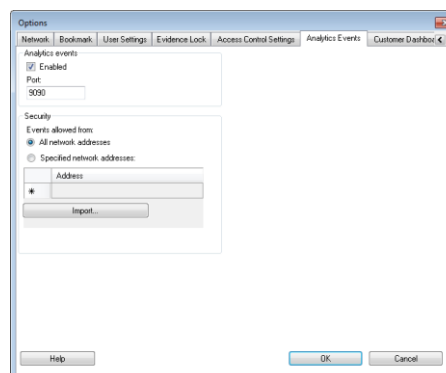 Options
Network Bookmark User Settings Evidence Lock Access Control Settings Analytics Events Customer Dashboa
Analytics events
Enabled
Port:
9090
Security
Events allowed from:
All network addresses
Specified network addresses:
Address
Import...
Help OK Cancel